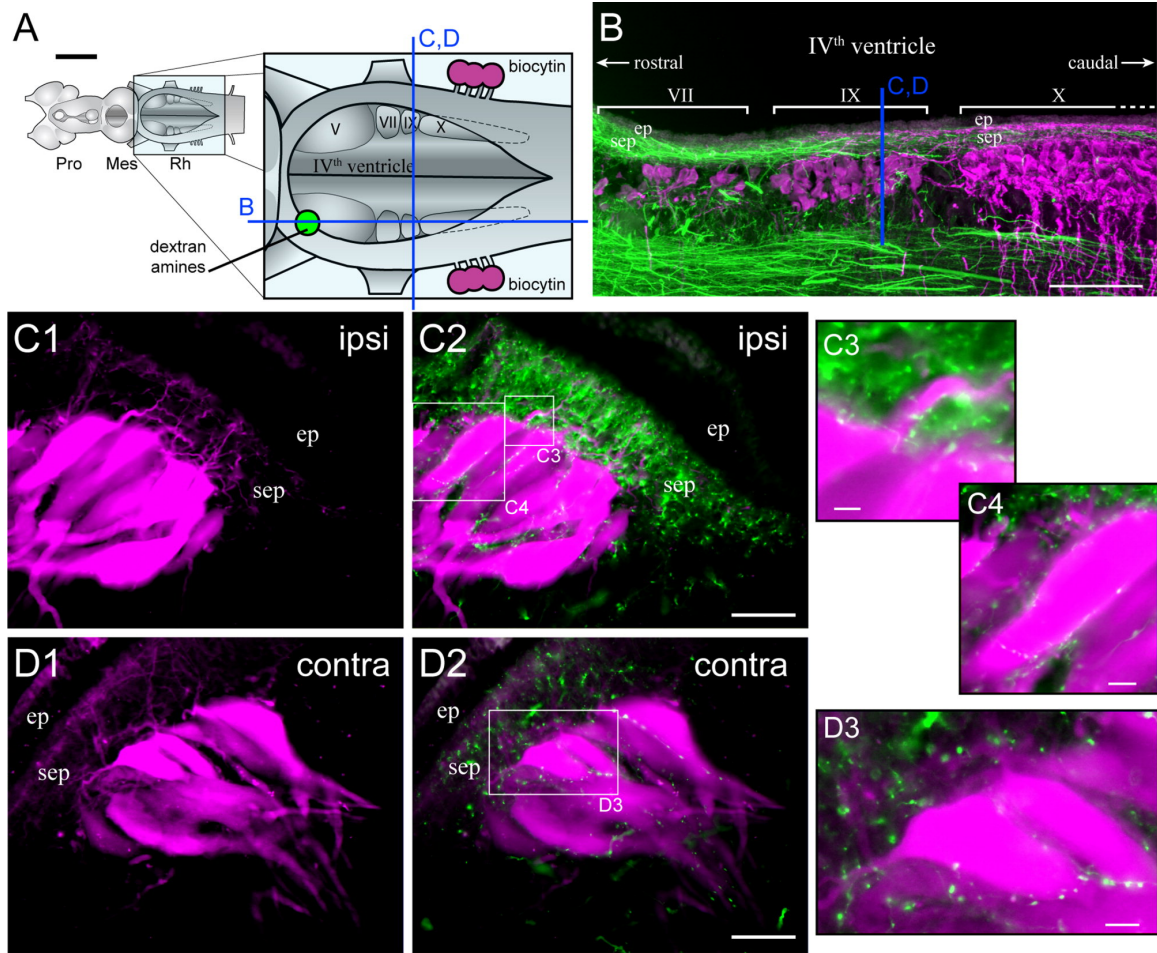 A
C,D
biocytin
V
VII
IX
X
IVth ventricle
Pro
Mes
Rh
B
dextran
amines
biocytin
B
IVth ventricle
← rostral
C,D
caudal →
VII
IX
X
ep
sep
ep
sep
C1
ipsi
ep
sep
C2
ipsi
ep
C3
sep
C4
C3
C4
D1
contra
ep
sep
D2
contra
ep
sep
D3
D3